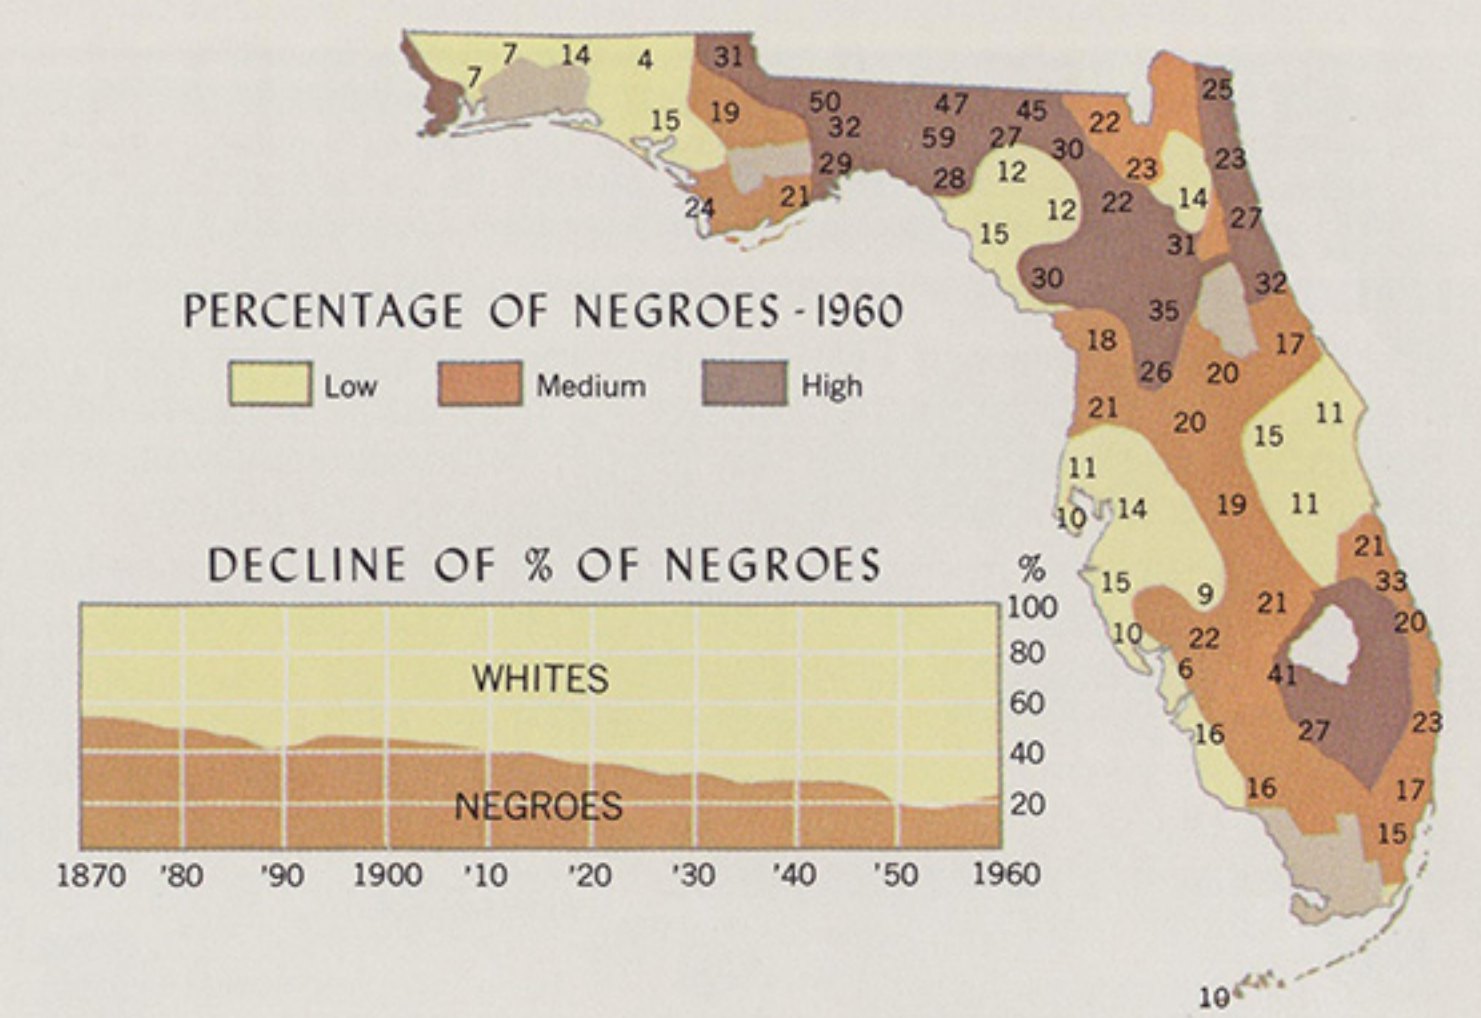 7 14 4 31
7
15 19 50 47 45 22 25
32 59 27 30
29 28 12 23 23
24 21 12 22 14
15 31 27
30 32
PERCENTAGE OF NEGROES - 1960
35
18 17
Low Medium High
26 20
21 20 15 11
11
10 14 19 11
DECLINE OF % OF NEGROES
21
%
100
80
60
40
20
WHITES
NEGROES
15 9 21 33
10 22 20
6 41
16 27 23
16 17
15
1870 '80 '90 1900 '10 '20 '30 '40 '50 1960
10